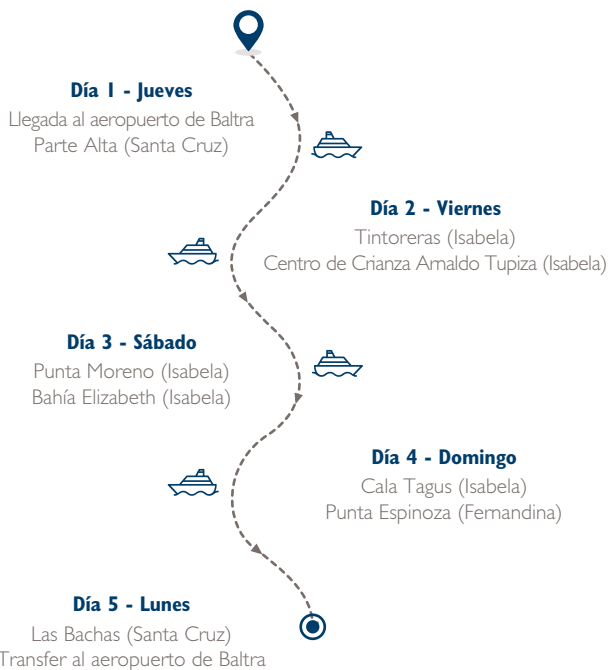 Día 1 - Jueves
Llegada al aeropuerto de Baltra
Parte Alta (Santa Cruz)
Día 2 - Viernes
Tintoreras (Isabela)
Centro de Crianza Arnaldo Tupiza (Isabela)
Día 3 - Sábado
Punta Moreno (Isabela)
Bahía Elizabeth (Isabela)
Día 4 - Domingo
Cala Tagus (Isabela)
Punta Espinoza (Fernandina)
Día 5 - Lunes
Las Bachas (Santa Cruz)
Transfer al aeropuerto de Baltra